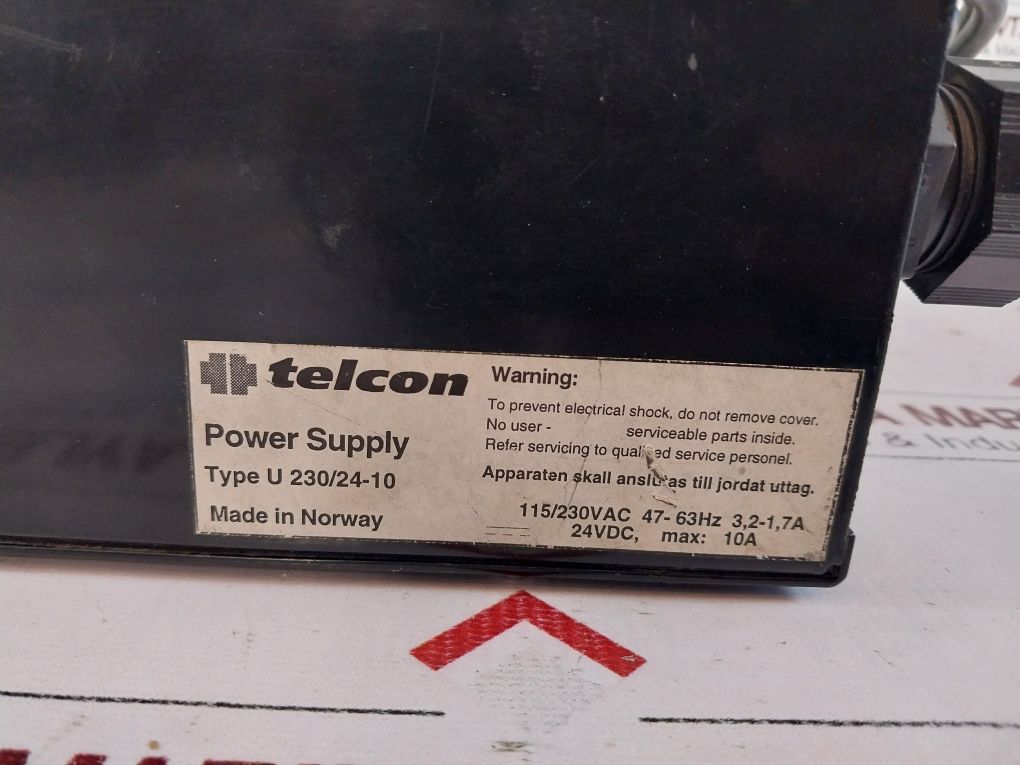 telcon
Power Supply
Type U 230/24-10
Made in Norway
Warning:
To prevent electrical shock, do not remove cover.
No user - serviceable parts inside.
Refer servicing to service personel.
Apparaten skall till jordat uttag.
115/230VAC 47-63Hz 3,2-1,7A
24VDC, max: 10A